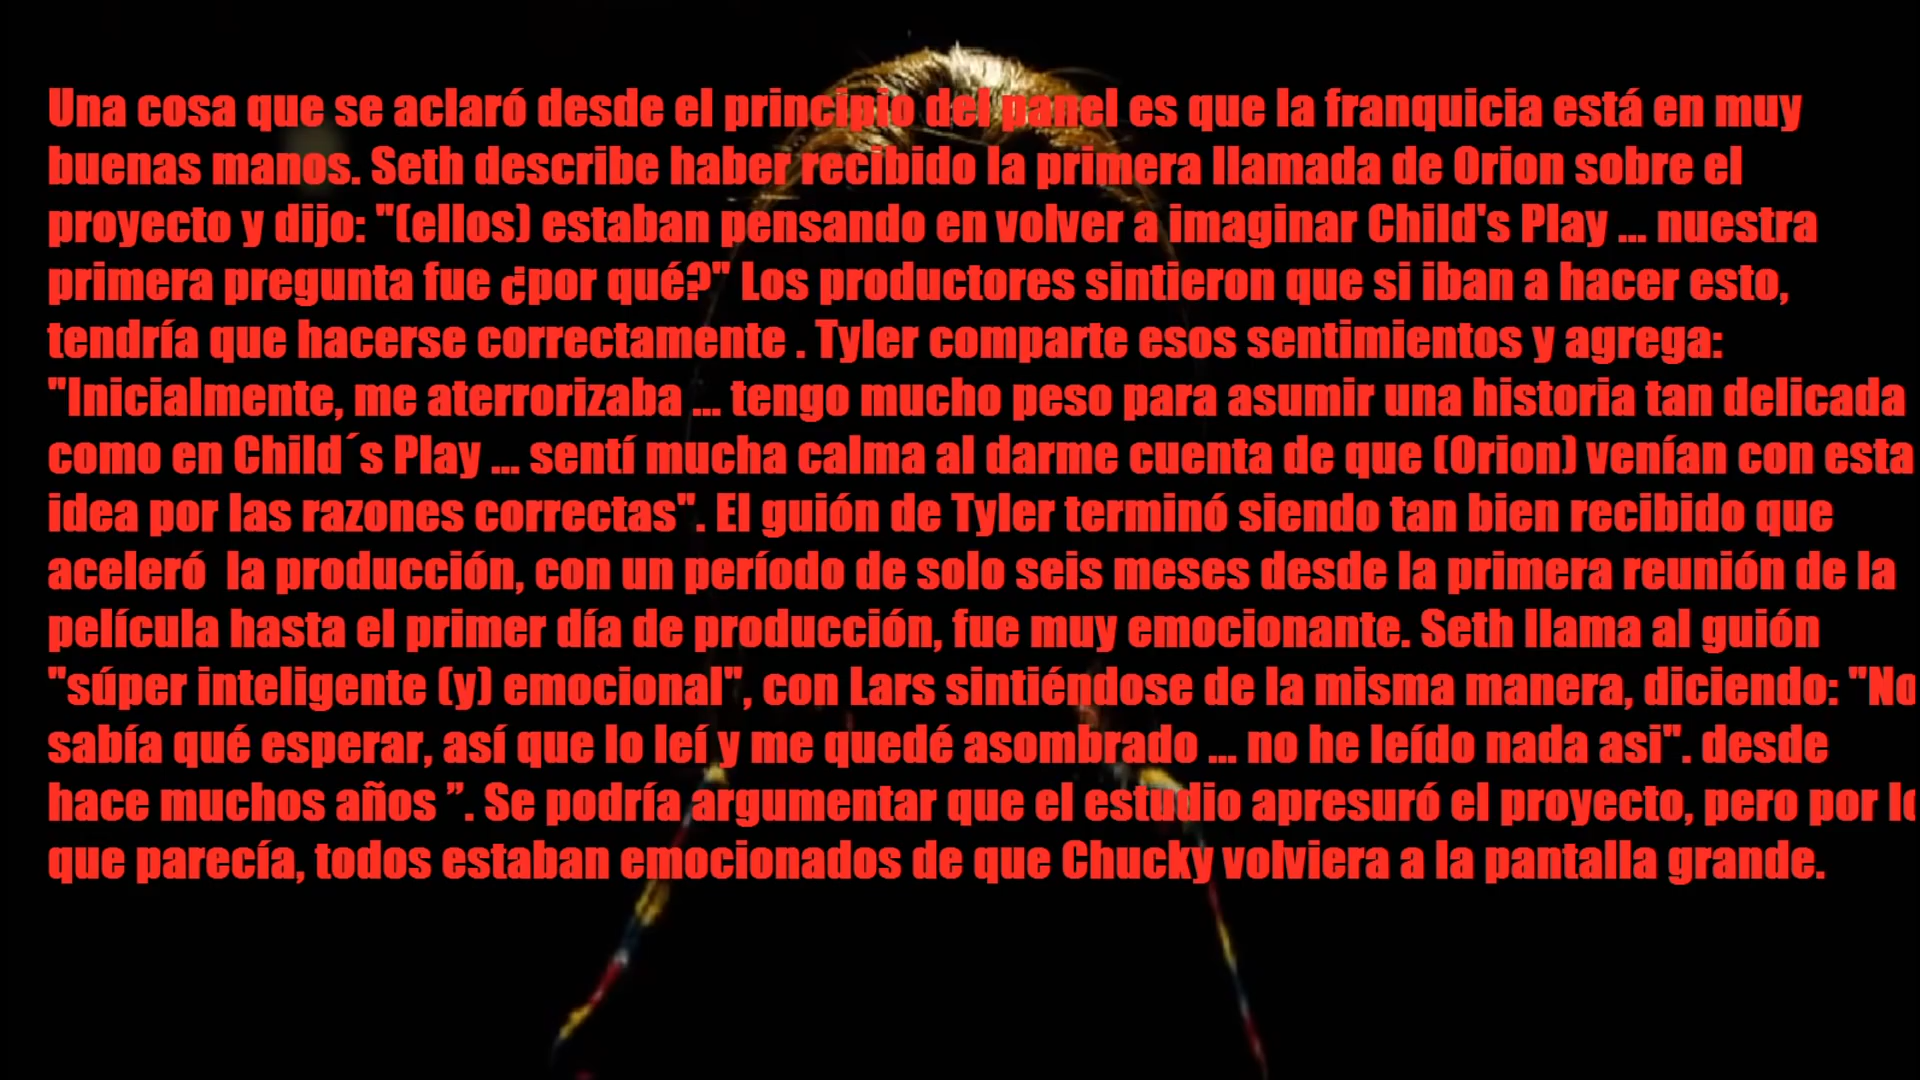 Una cosa que se aclaró desde el principio del panel es que la franquicia está en muy
buenas manos. Seth describe haber recibido la primera llamada de Orion sobre el
proyecto y dijo: "(ellos) estaban pensando en volver a imaginar Child's Play ... nuestra
primera pregunta fue ¿por qué?" Los productores sintieron que si iban a hacer esto,
tendría que hacerse correctamente . Tyler comparte esos sentimientos y agrega:
"Inicialmente, me aterrorizaba ... tengo mucho peso para asumir una historia tan delicada
como en Child´s Play ... sentí mucha calma al darme cuenta de que (Orion) venían con esta
idea por las razones correctas". El guión de Tyler terminó siendo tan bien recibido que
aceleró  la producción, con un período de solo seis meses desde la primera reunión de la
película hasta el primer día de producción, fue muy emocionante. Seth llama al guión
"súper inteligente (y) emocional", con Lars sintiéndose de la misma manera, diciendo: "No
sabía qué esperar, así que lo leí y me quedé asombrado ... no he leído nada asi". desde
hace muchos años ”. Se podría argumentar que el estudio apresuró el proyecto, pero por lo
que parecía, todos estaban emocionados de que Chucky volviera a la pantalla grande.